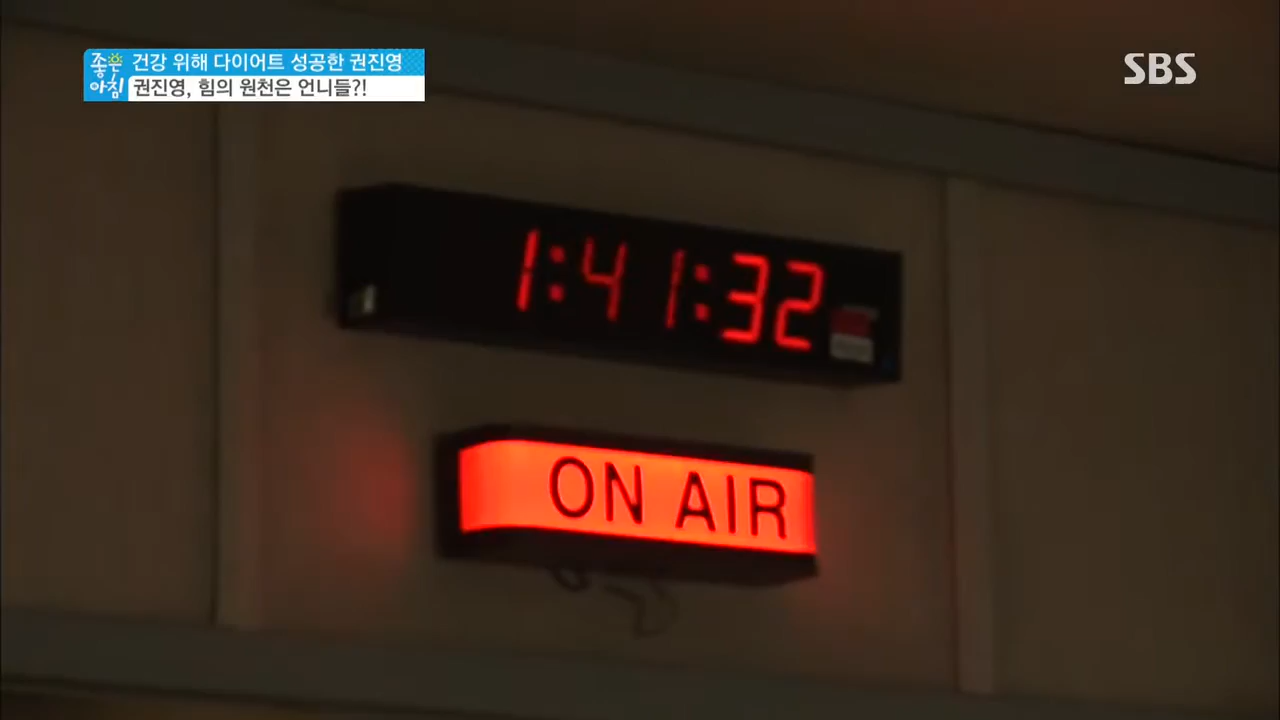 좋은 아침
건강 위해 다이어트 성공한 권진영
권진영, 힘의 원천은 언니들?!
SBS
1:41:32
ON AIR